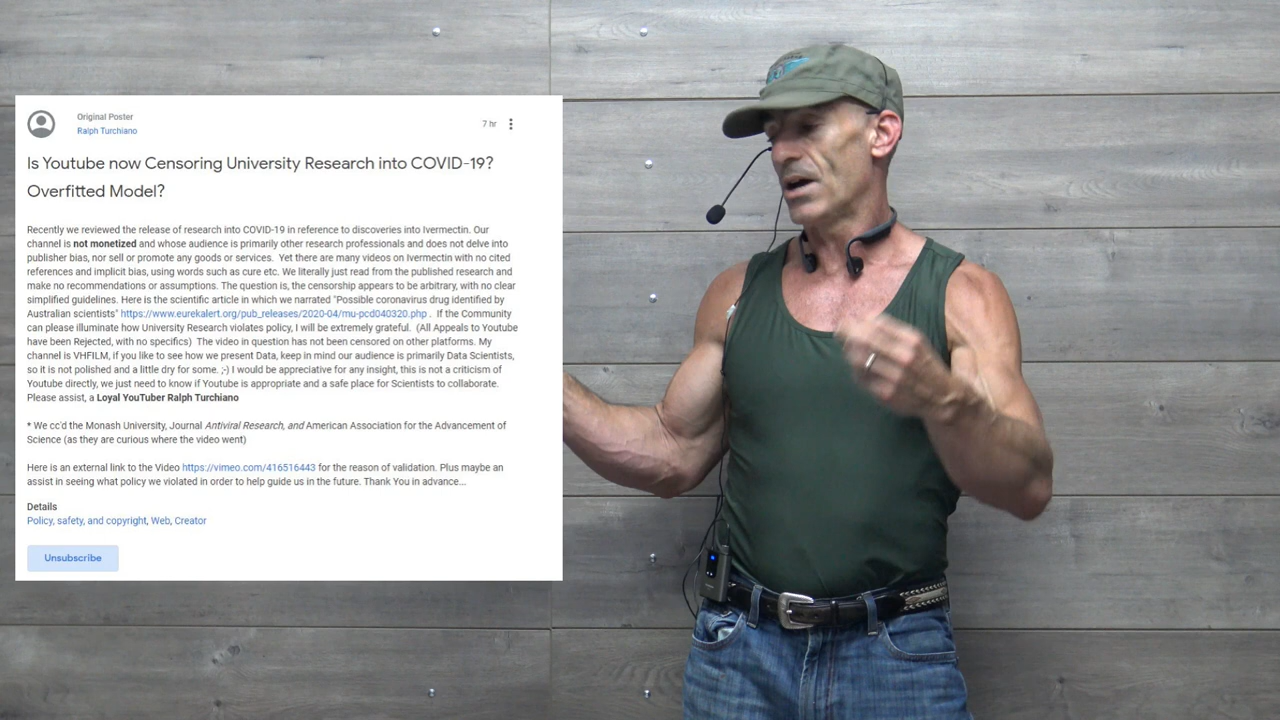 Original Poster
Ralph Turchiano
7 hr
Is Youtube now Censoring University Research into COVID-19?
Overfitted Model?
Recently we reviewed the release of research into COVID-19 in reference to discoveries into Ivermectin. Our
channel is not monetized and whose audience is primarily other research professionals and does not delve into
publisher bias, nor sell or promote any goods or services. Yet there are many videos on Ivermectin with no cited
references and implicit bias, using words such as cure etc. We literally just read from the published research and
make no recommendations or assumptions. The question is, the censorship appears to be arbitrary, with no clear
simplified guidelines. Here is the scientific article in which we narrated "Possible coronavirus drug identified by
Australian scientists" https://www.eurekalert.org/pub_releases/2020-04/mu-pcd040320.php . If the Community
can please illuminate how University Research violates policy, I will be extremely grateful. (All Appeals to Youtube
have been Rejected, with no specifics) The video in question has not been censored on other platforms. My
channel is VHFILM, if you like to see how we present Data, keep in mind our audience is primarily Data Scientists,
so it is not polished and a little dry for some. ;-) I would be appreciative for any insight, this is not a criticism of
Youtube directly, we just need to know if Youtube is appropriate and a safe place for Scientists to collaborate.
Please assist, a Loyal YouTuber Ralph Turchiano
* We cc'd the Monash University, Journal Antiviral Research, and American Association for the Advancement of
Science (as they are curious where the video went)
Here is an external link to the Video https://vimeo.com/416516443 for the reason of validation. Plus maybe an
assist in seeing what policy we violated in order to help guide us in the future. Thank You in advance...
Details
Policy, safety, and copyright, Web, Creator
Unsubscribe